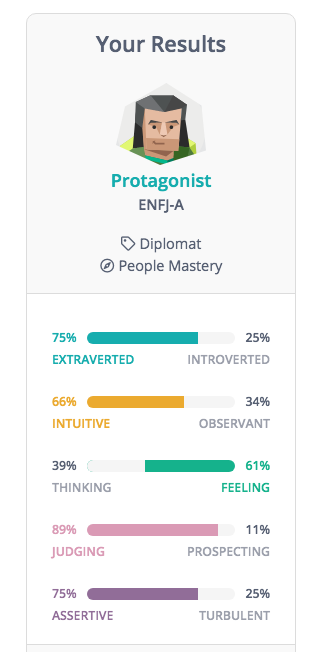 Your Results
Protagonist
ENFJ-A
Diplomat
People Mastery
75% 25%
EXTRAVERTED INTROVERTED
66% 34%
INTUITIVE OBSERVANT
39% 61%
THINKING FEELING
89% 11%
JUDGING PROSPECTING
75% 25%
ASSERTIVE TURBULENT